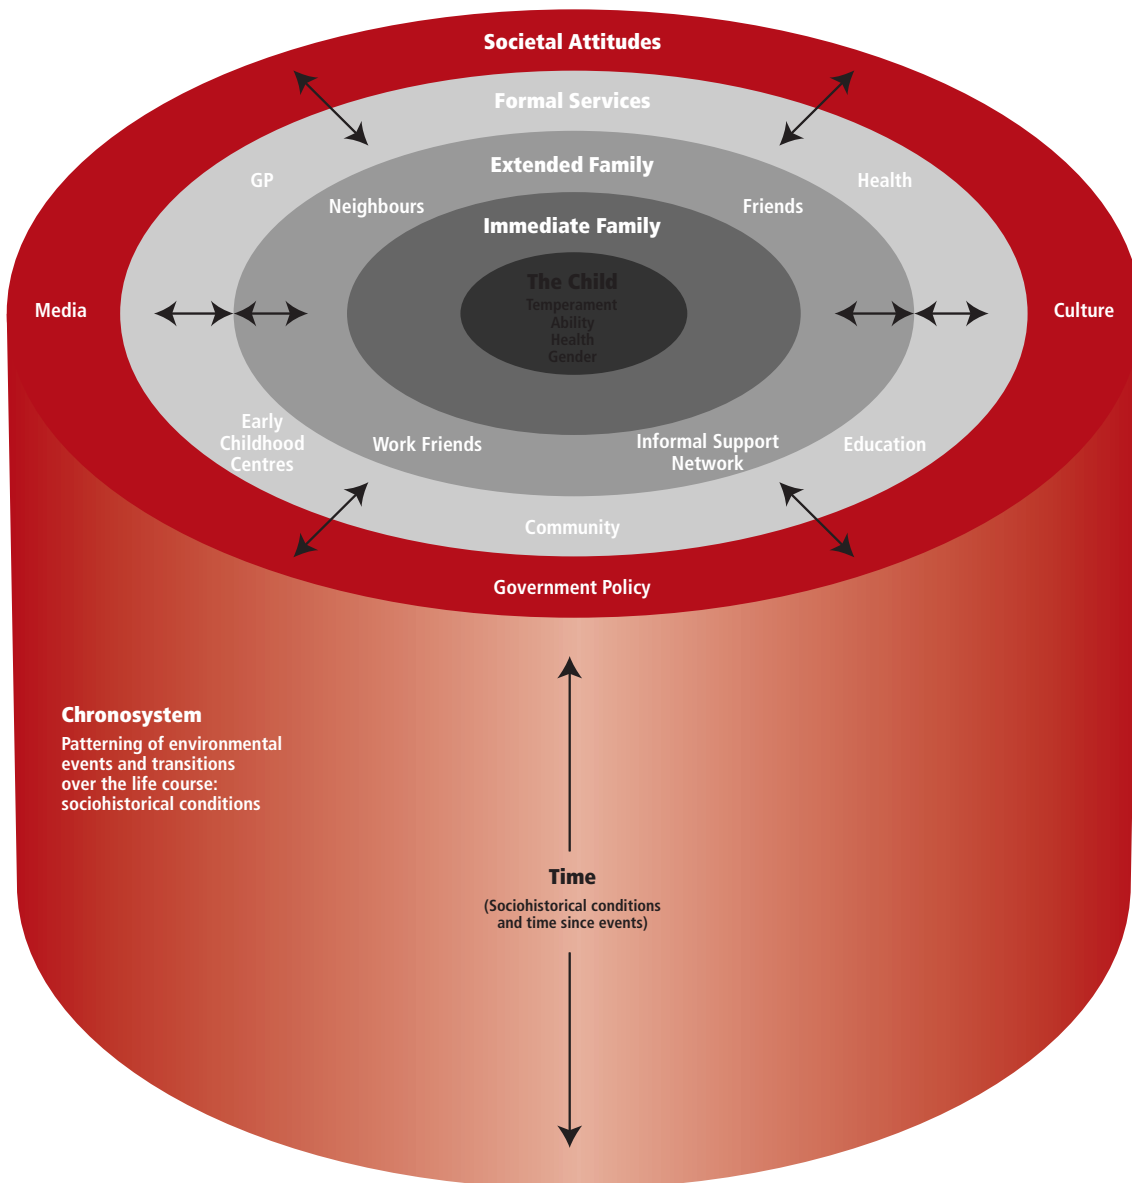 Societal Attitudes
Formal Services
Extended Family
GP
Health
Neighbours
Friends
Immediate Family
The Child
Temperament
Ability
Health
Gender
Media
Culture
Early
Childhood
Centres
Work Friends
Informal Support
Network
Education
Community
Government Policy
Chronosystem
Patterning of environmental
events and transitions
over the life course:
sociohistorical conditions
Time
(Sociohistorical conditions
and time since events)